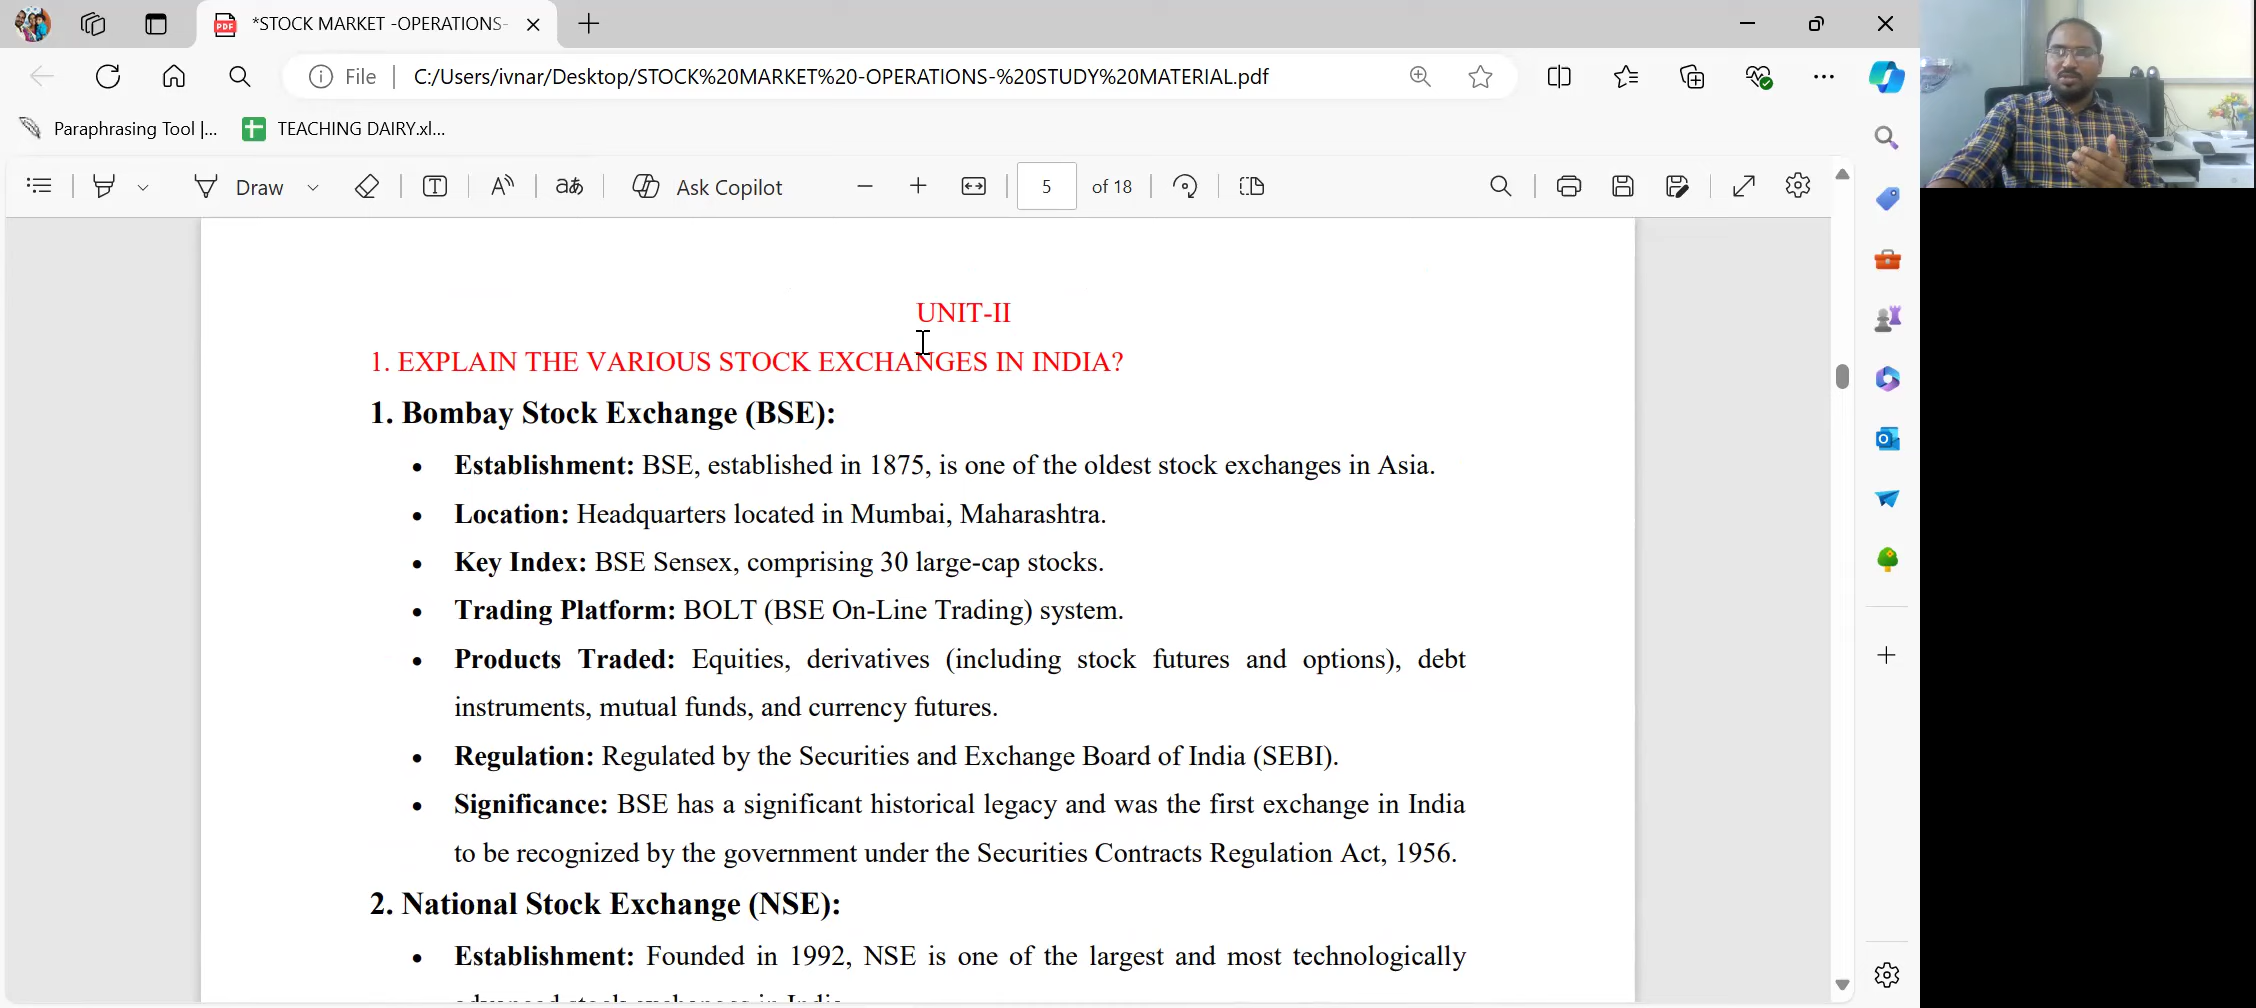 *STOCK MARKET -OPERATIONS-
File
C:/Users/ivnar/Desktop/STOCK%20MARKET%20-OPERATIONS-%20STUDY%20MATERIAL.pdf
Paraphrasing Tool |...
TEACHING DAIRY.xl...
Draw
Ask Copilot
5
of 18
UNIT-II
1. EXPLAIN THE VARIOUS STOCK EXCHANGES IN INDIA?
1. Bombay Stock Exchange (BSE):
• Establishment: BSE, established in 1875, is one of the oldest stock exchanges in Asia.
• Location: Headquarters located in Mumbai, Maharashtra.
• Key Index: BSE Sensex, comprising 30 large-cap stocks.
• Trading Platform: BOLT (BSE On-Line Trading) system.
• Products Traded: Equities, derivatives (including stock futures and options), debt
instruments, mutual funds, and currency futures.
• Regulation: Regulated by the Securities and Exchange Board of India (SEBI).
• Significance: BSE has a significant historical legacy and was the first exchange in India
to be recognized by the government under the Securities Contracts Regulation Act, 1956.
2. National Stock Exchange (NSE):
• Establishment: Founded in 1992, NSE is one of the largest and most technologically